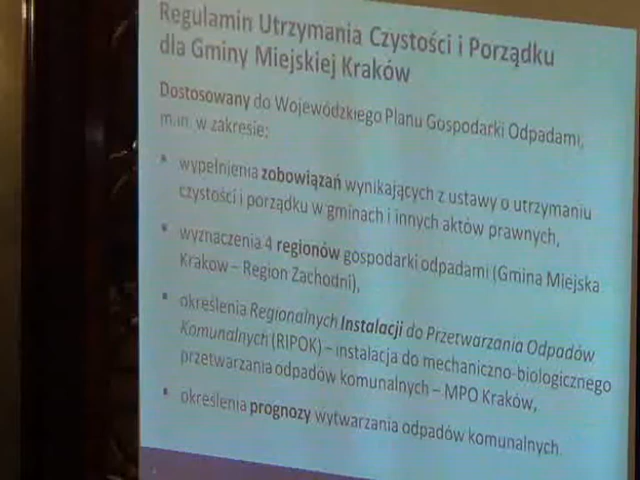 Regulamin Utrzymania Czystości i Porządku
dla Gminy Miejskiej Kraków
Dostosowany do Wojewódzkiego Planu Gospodarki Odpadami,
m.in. w zakresie:
• wypełnienia zobowiązań wynikających z ustawy o utrzymaniu
czystości i porządku w gminach i innych aktów prawnych,
• wyznaczenia 4 regionów gospodarki odpadami (Gmina Miejska
Krakow – Region Zachodni),
• określenia Regionalnych Instalacji do Przetwarzania Odpadów
Komunalnych (RIPOK) – instalacja do mechaniczno-biologicznego
przetwarzania odpadów komunalnych – MPO Kraków,
• określenia prognozy wytwarzania odpadów komunalnych.